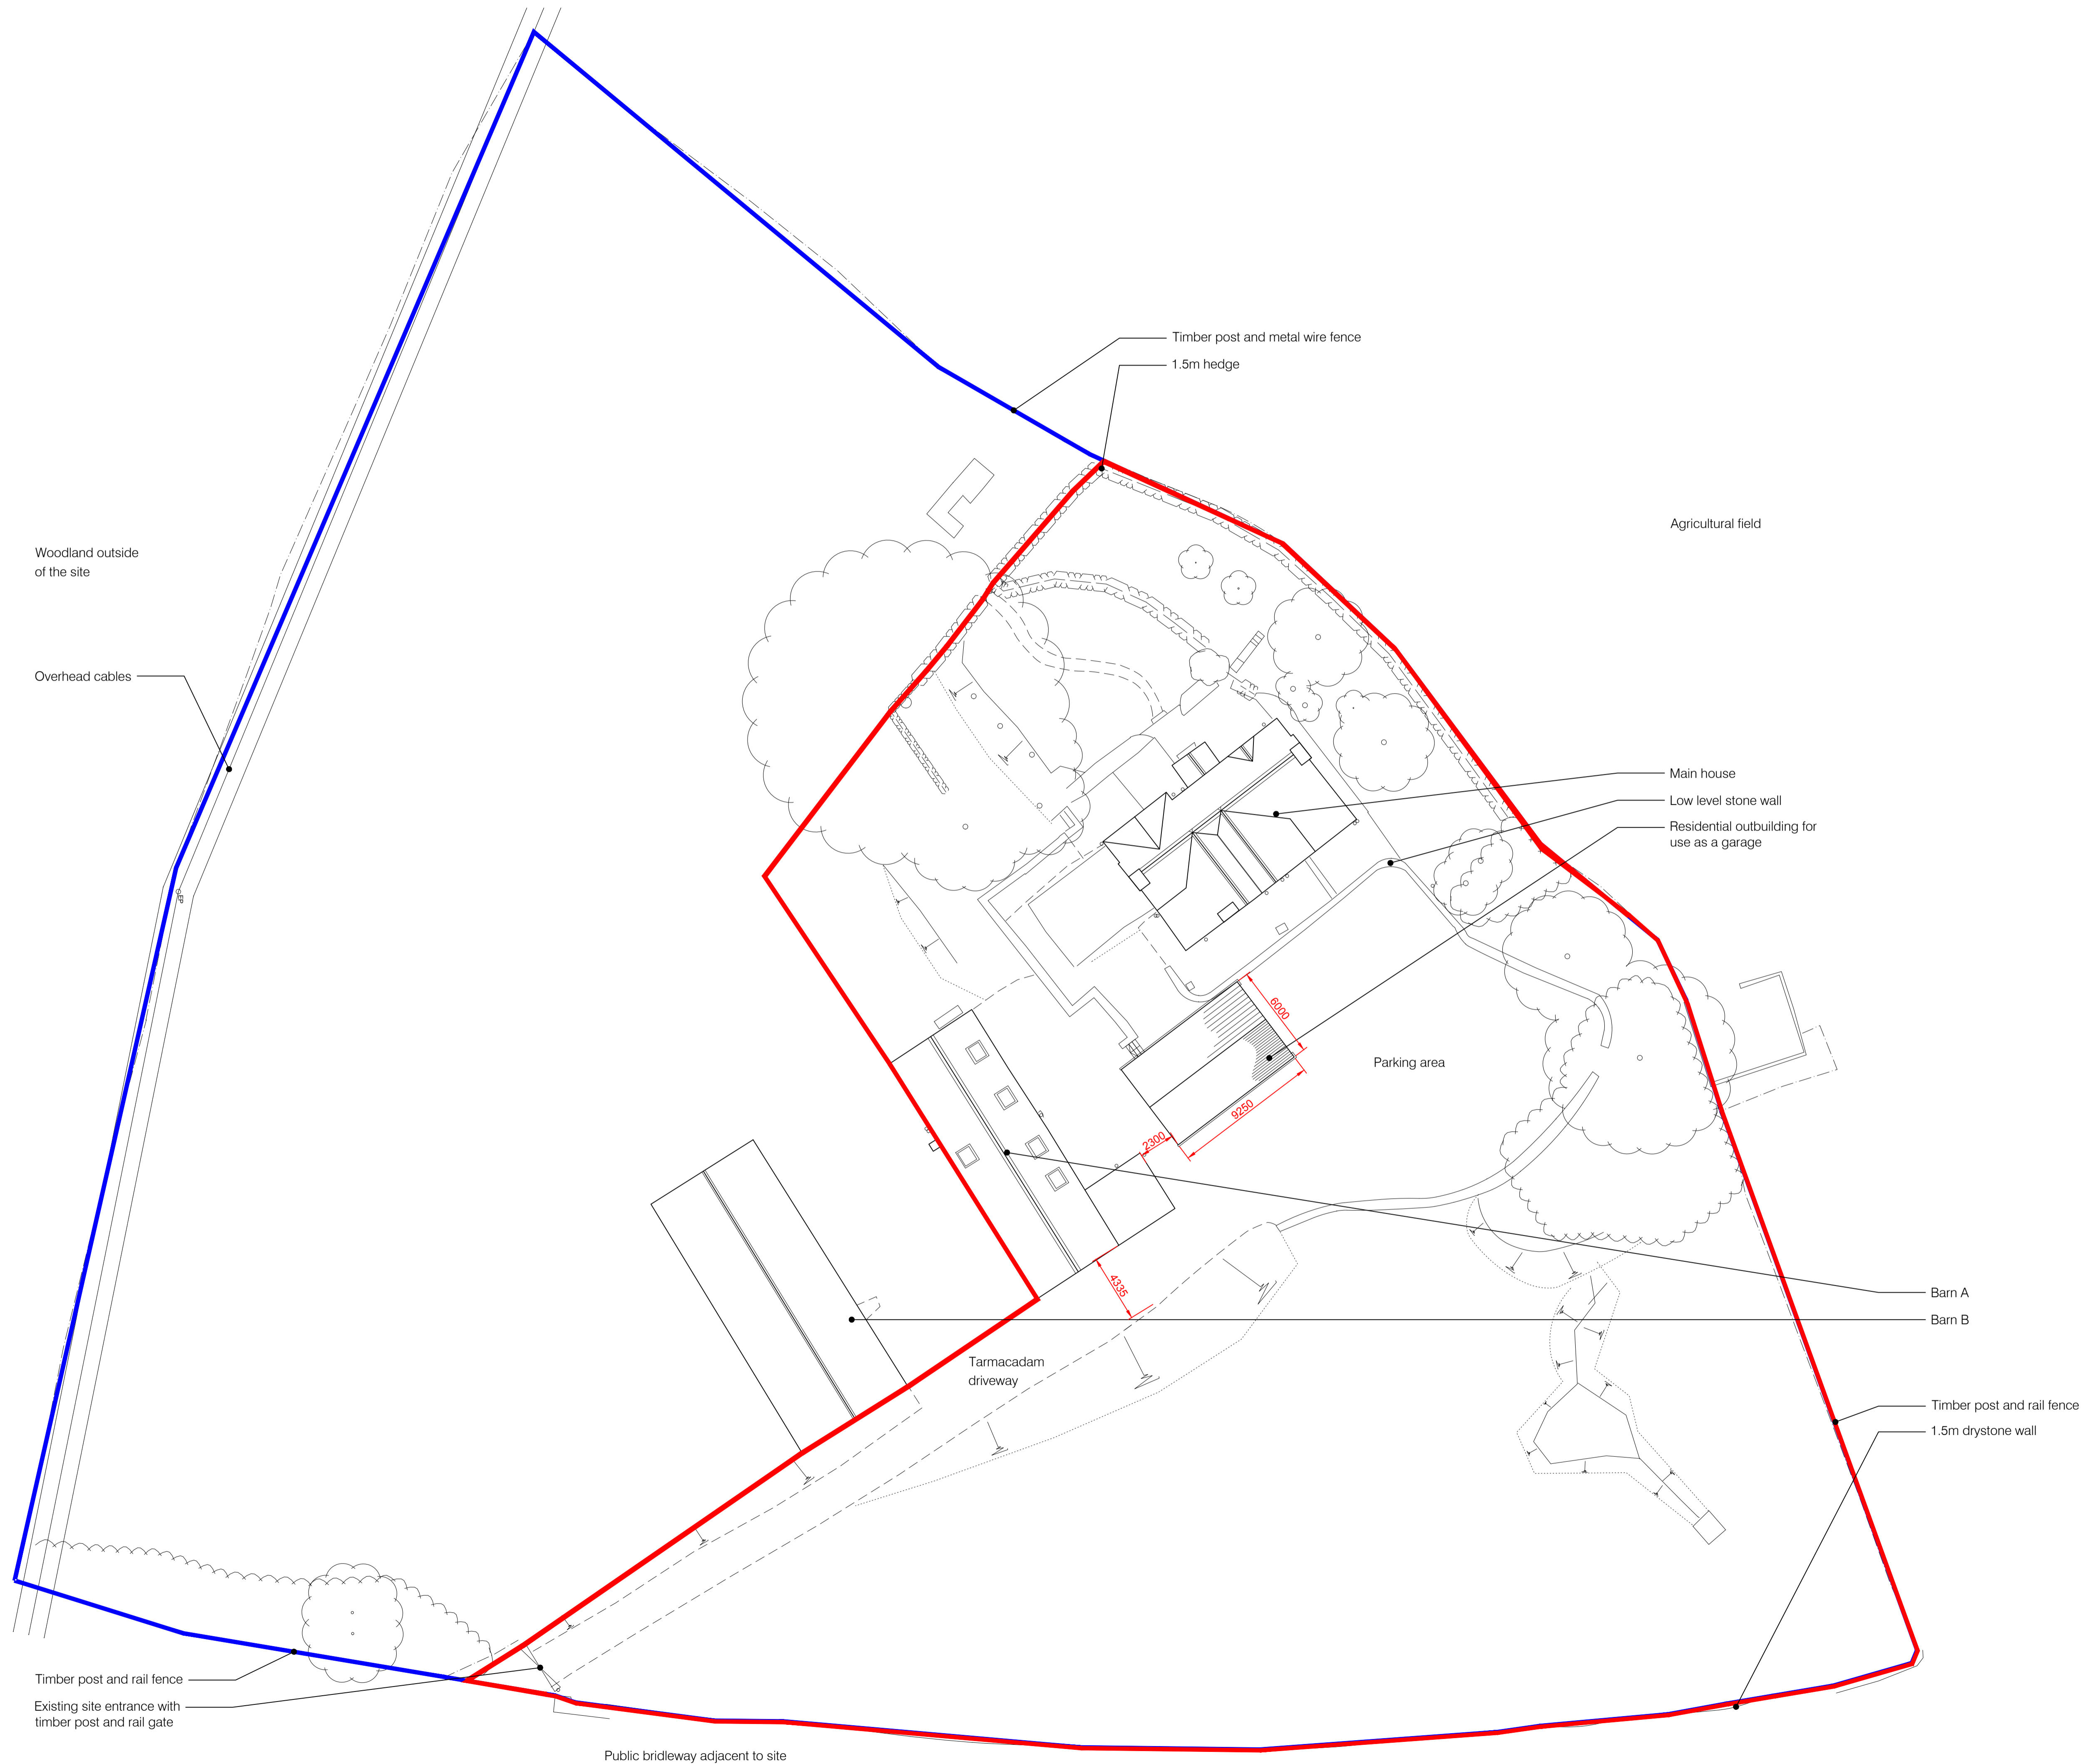 Timber post and metal wire fence
1.5m hedge
Agricultural field
Woodland outside
of the site
Overhead cables
Main house
Low level stone wall
Residential outbuilding for
use as a garage
6000
Parking area
9250
2300
4335
Barn A
Barn B
Tarmacadam
driveway
Timber post and rail fence
1.5m drystone wall
Timber post and rail fence
Existing site entrance with
timber post and rail gate
Public bridleway adjacent to site